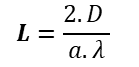 L = 2. D / a. λ